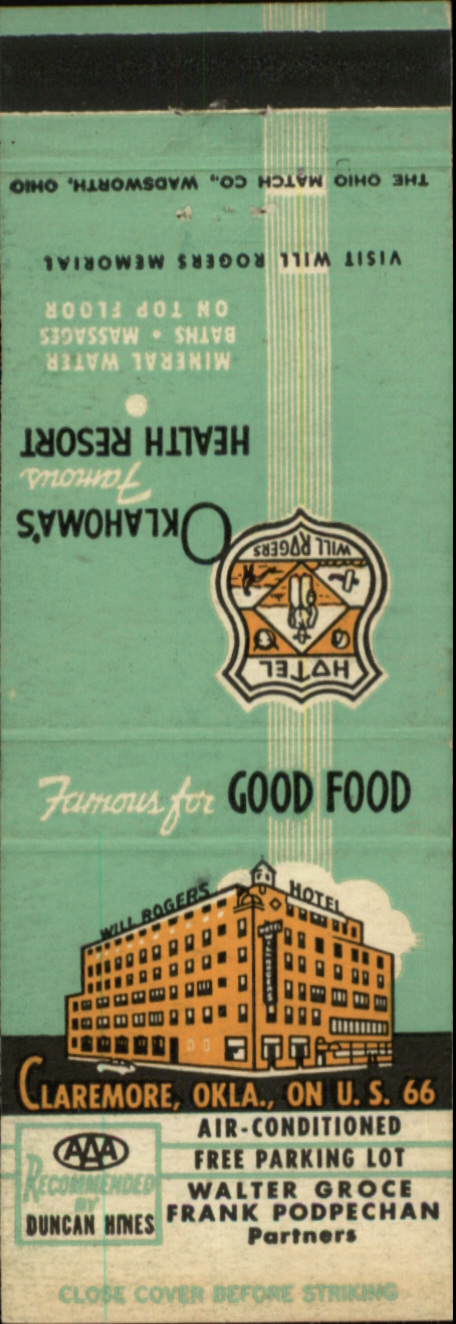 THE OHIO MATCH CO., WADSWORTH, OHIO
VISIT WILL ROGERS MEMORIAL
MINERAL WATER
BATHS • MASSAGES
ON TOP FLOOR
HEALTH RESORT
Famous
OKLAHOMA'S
HOTEL
WILL ROGERS
Famous for GOOD FOOD
WILL ROGERS HOTEL
HOTEL
CLAREMORE, OKLA., ON U. S. 66
AIR-CONDITIONED
FREE PARKING LOT
WALTER GROCE
FRANK PODPECHAN
Partners
AAA
RECOMMENDED
BY
DUNCAN HINES
CLOSE COVER BEFORE STRIKING